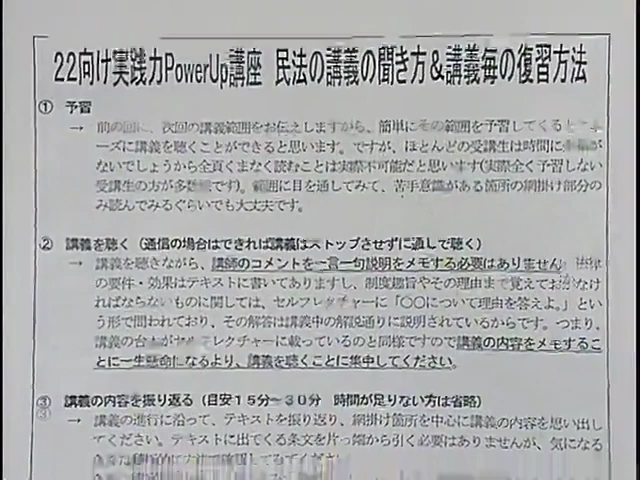 22向け実践力PowerUp講座 民法の講義の聞き方＆講義毎の復習方法
① 予習
→ 前の回に、次回の講義範囲をお伝えしますから、簡単にその範囲を予習してくると
ーズに講義を聴くことができると思います。ですが、ほとんどの受講生は時間に
ないでしょうから全頁くまなく読むことは実際不可能だと思います(実際全く予習しない
受講生の方が多数です)。範囲に目を通してみて、苦手意識がある箇所の網掛け部分の
み読んでみるぐらいでも大丈夫です。
② 講義を聴く（通信の場合はできれば講義はストップさせずに通しで聴く）
→ 講義を聴きながら、講師のコメントを一言一句説明をメモする必要はありません。法律
の要件・効果はテキストに書いてありますし、制度趣旨やその理由まで覚えておかなけ
ればならないものに関しては、セルフレクチャーに「〇〇について理由を答えよ。」とい
う形で問われており、その解答は講義中の解説通りに説明されているからです。つまり、
講義の台本がセルフレクチャーに載っているのと同様ですので講義の内容をメモするこ
とに一生懸命になるより、講義を聴くことに集中してください。
③ 講義の内容を振り返る（目安１５分～３０分 時間が足りない方は省略）
→ 講義の進行に沿って、テキストを振り返り、網掛け箇所を中心に講義の内容を思い出し
てください。テキストに出てくる条文を片っ端から引く必要はありませんが、気になる